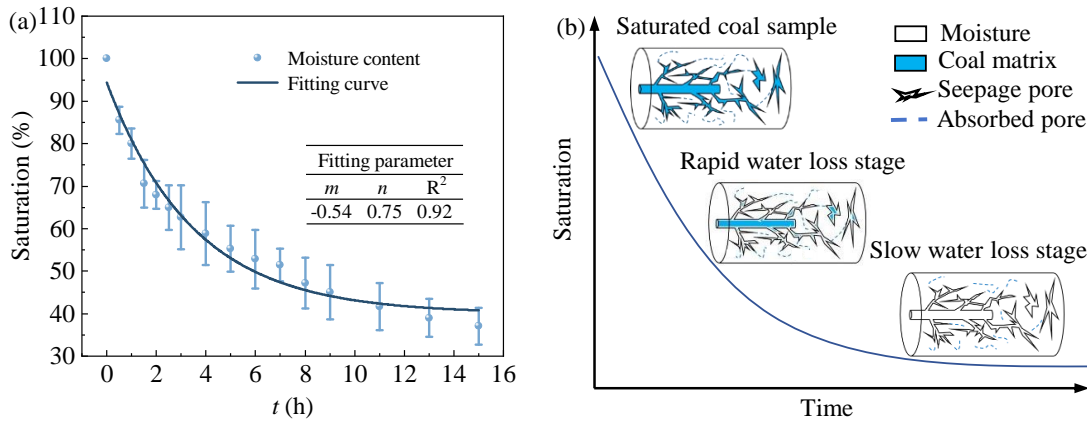 (a)
110
100
90
80
70
60
50
40
30
Saturation (%)
Moisture content
Fitting curve
Fitting parameter
m n R²
-0.54 0.75 0.92
0 2 4 6 8 10 12 14 16
t (h)
(b)
Saturated coal sample
Moisture
Coal matrix
Seepage pore
Absorbed pore
Rapid water loss stage
Slow water loss stage
Saturation
Time